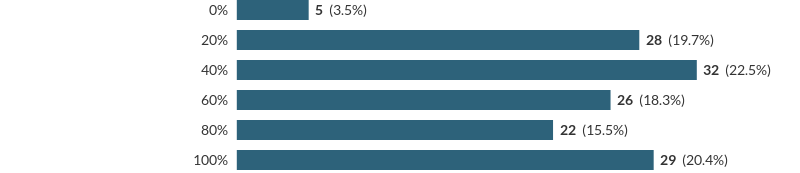 0% 5 (3.5%)
20% 28 (19.7%)
40% 32 (22.5%)
60% 26 (18.3%)
80% 22 (15.5%)
100% 29 (20.4%)